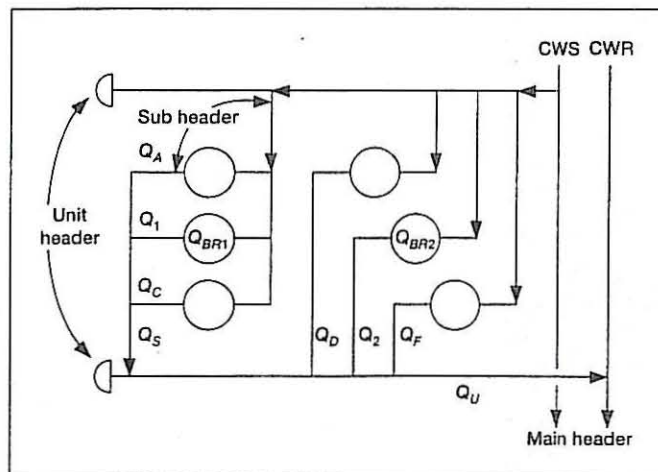 CWS CWR
Sub header
Q_A
Unit
header
Q_1
Q_BR1
Q_BR2
Q_C
Q_S
Q_D
Q_2
Q_F
Q_U
Main header